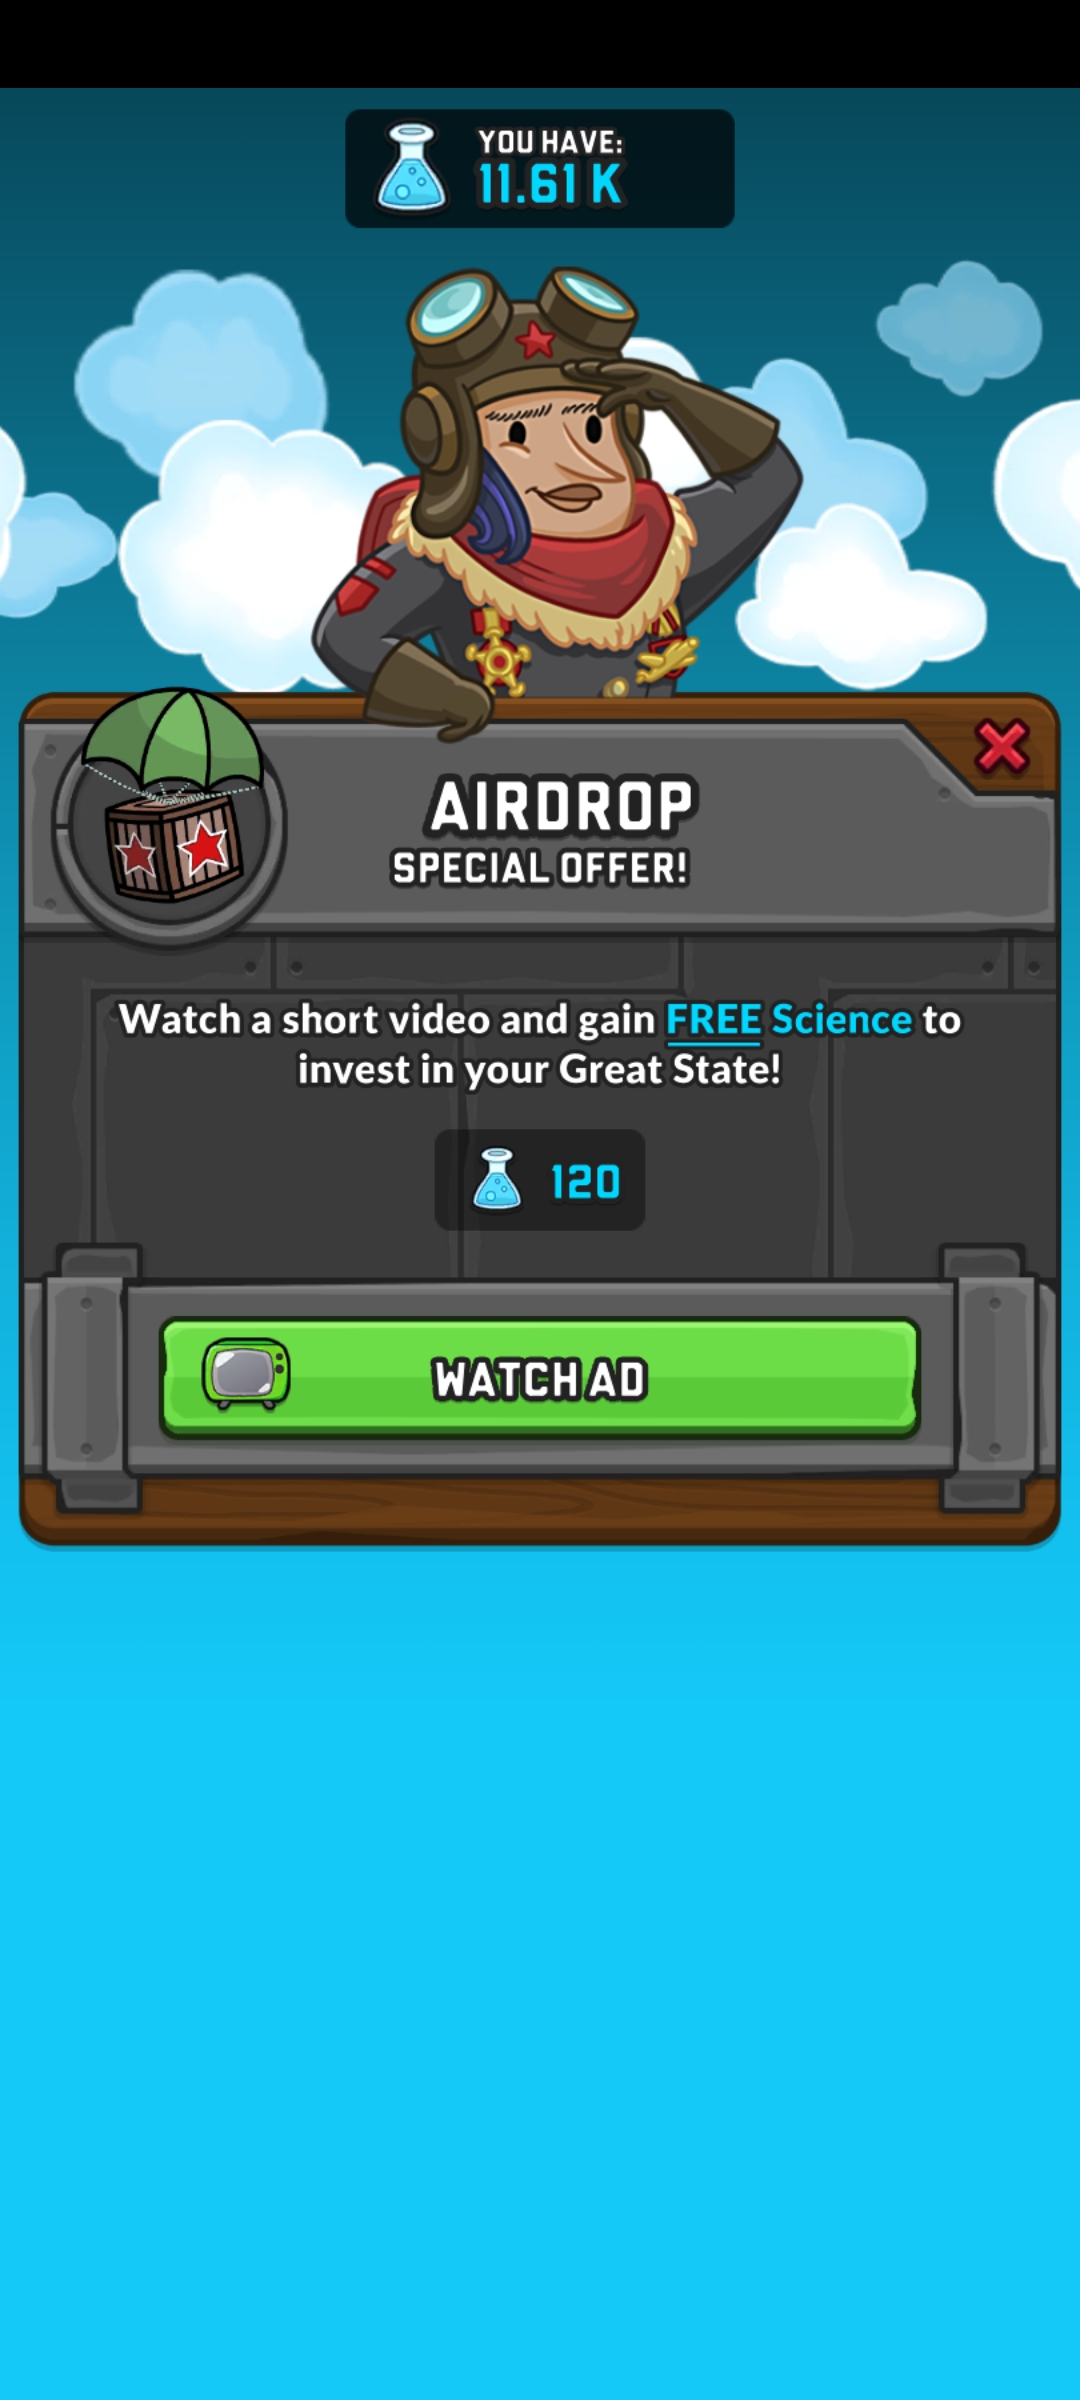 YOU HAVE:
11.61 K
AIRDROP
SPECIAL OFFER!
Watch a short video and gain FREE Science to
invest in your Great State!
120
WATCH AD